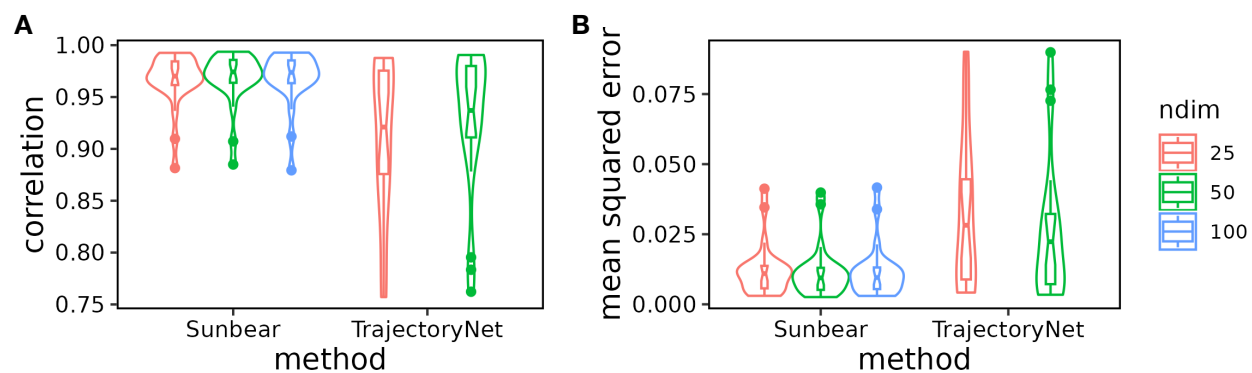 A
correlation
1.00
0.95
0.90
0.85
0.80
0.75
Sunbear
TrajectoryNet
method
B
mean squared error
0.075
0.050
0.025
0.000
Sunbear
TrajectoryNet
method
ndim
25
50
100